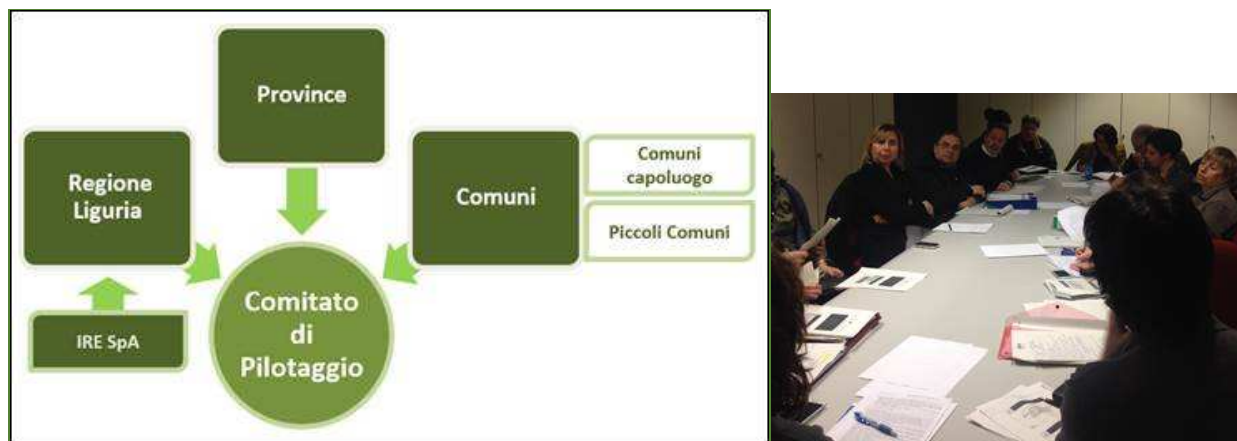 Province
Regione
Liguria
Comuni
Comuni
capoluogo
Piccoli Comuni
IRE SpA
Comitato
di
Pilotaggio